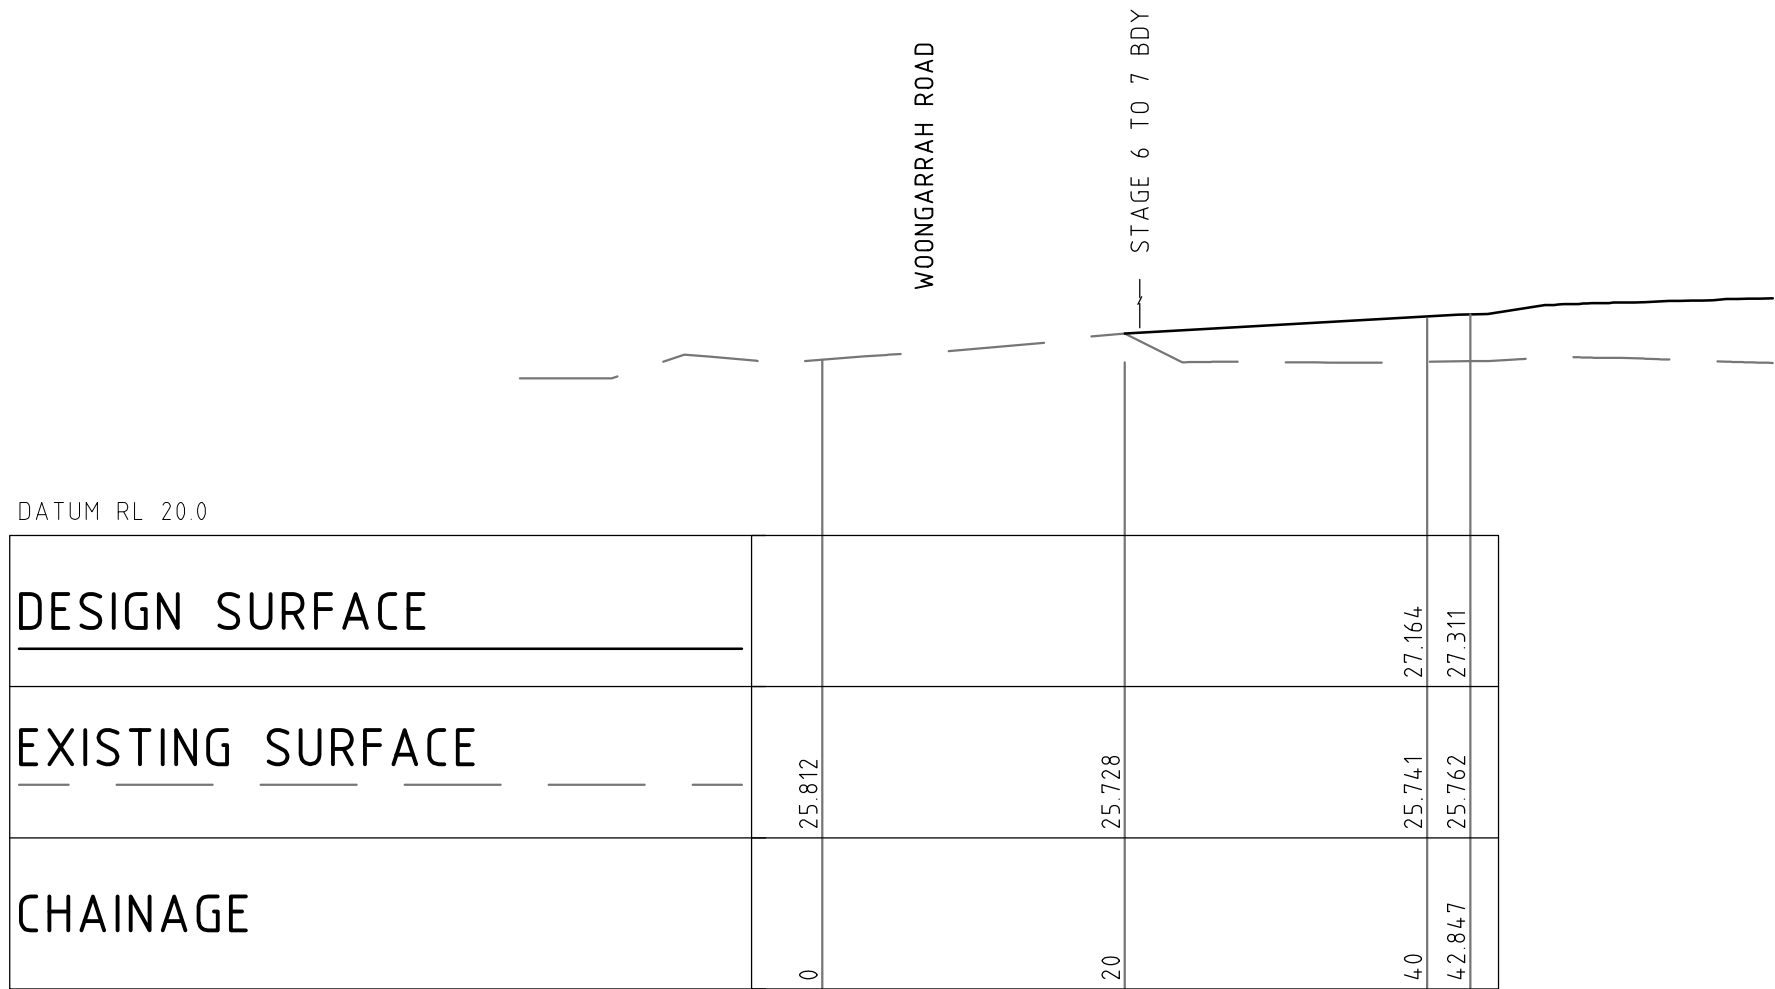 WOONGARRAH ROAD
STAGE 6 TO 7 BDY
DATUM RL 20.0
DESIGN SURFACE
27.164
27.311
EXISTING SURFACE
25.812
25.728
25.741
25.762
CHAINAGE
0
20
40
42.847